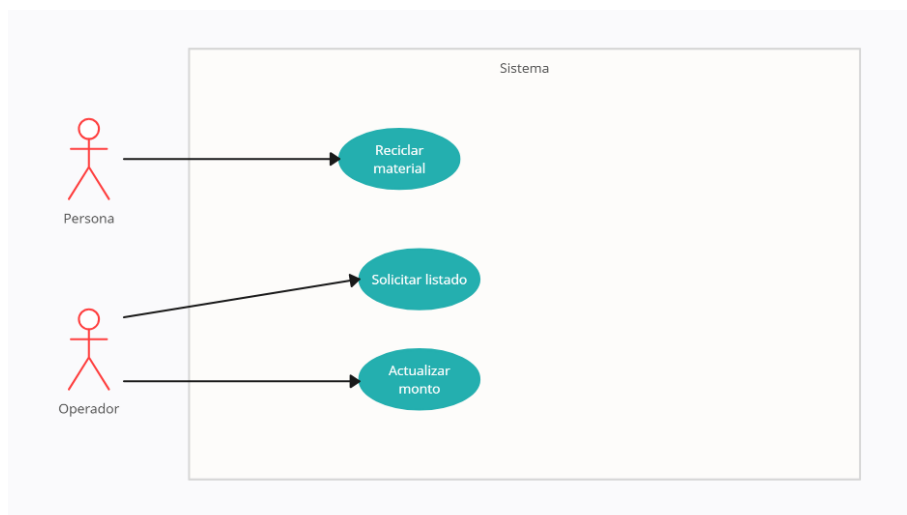 Sistema
Reciclar
material
Persona
Solicitar listado
Actualizar
monto
Operador